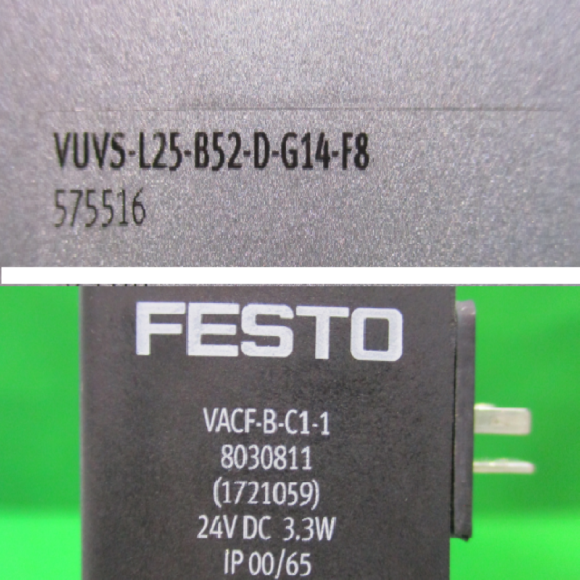 VUVS-L25-B52-D-G14-F8
575516
FESTO
VACF-B-C1-1
8030811
(1721059)
24V DC 3.3W
IP 00/65